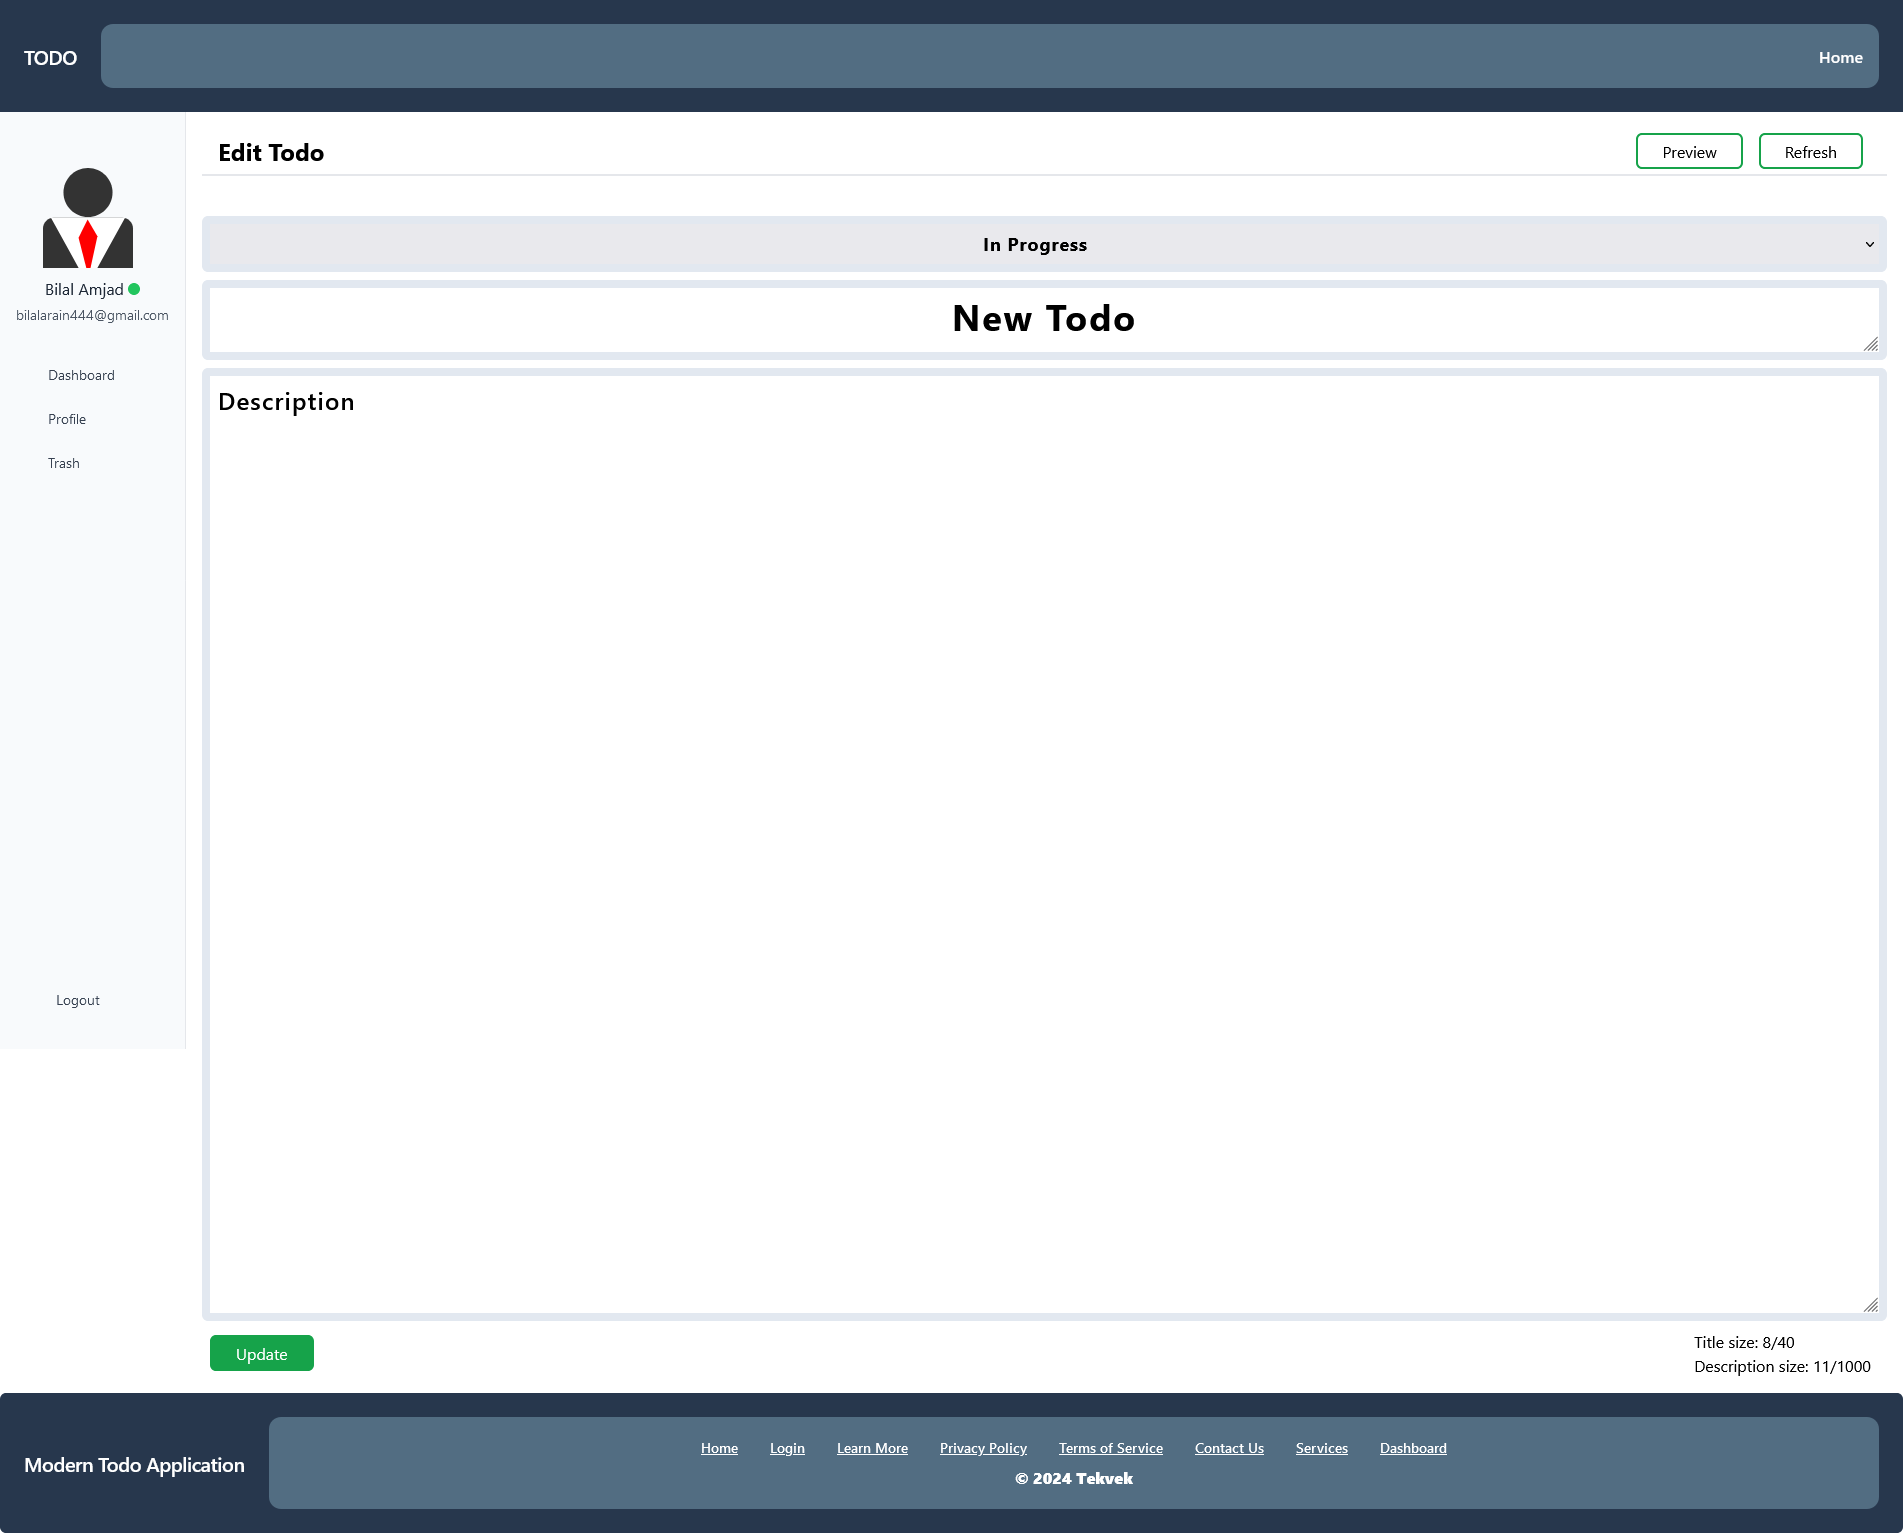 TODO
Home
Edit Todo
Preview
Refresh
Bilal Amjad
bilalarain444@gmail.com
Dashboard
Profile
Trash
Logout
In Progress
New Todo
Description
Update
Title size: 8/40
Description size: 11/1000
Modern Todo Application
Home Login Learn More Privacy Policy Terms of Service Contact Us Services Dashboard
© 2024 Tekvek